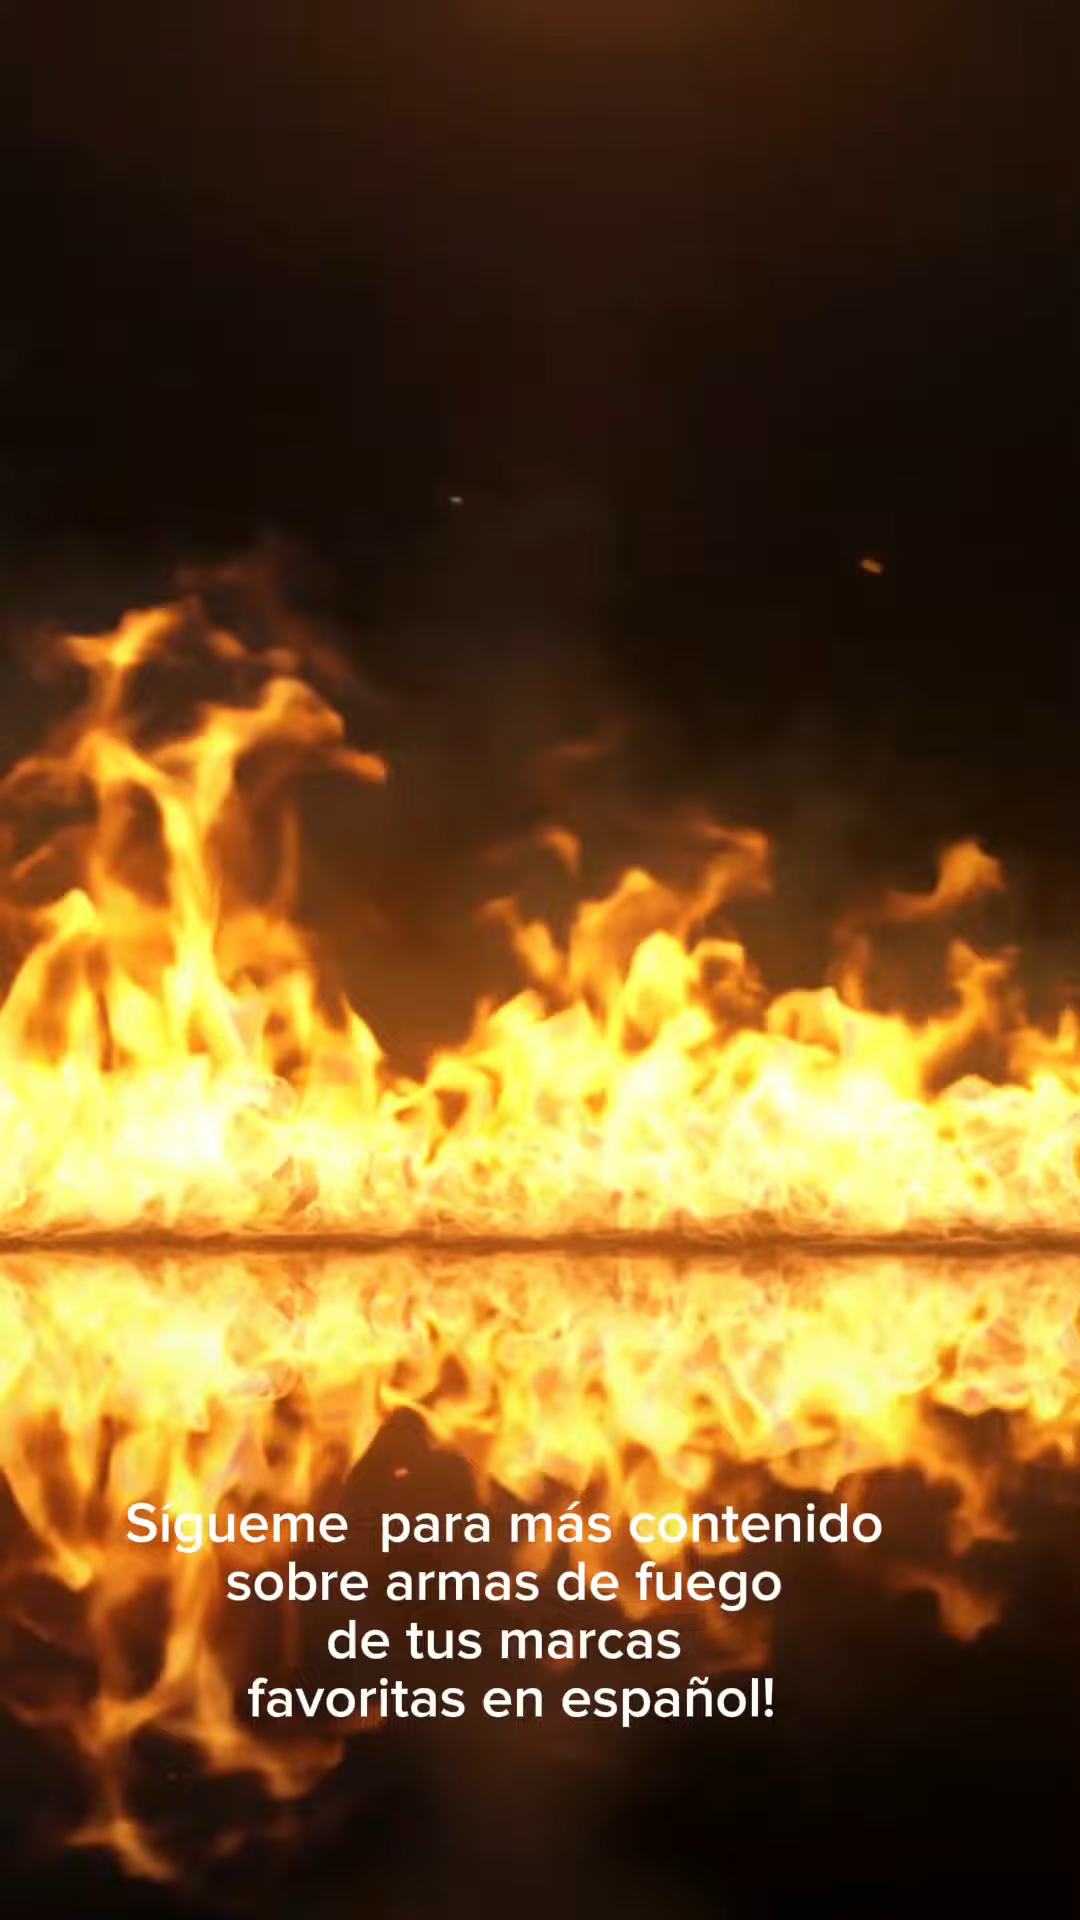 Sígueme  para más contenido
sobre armas de fuego
de tus marcas
favoritas en español!